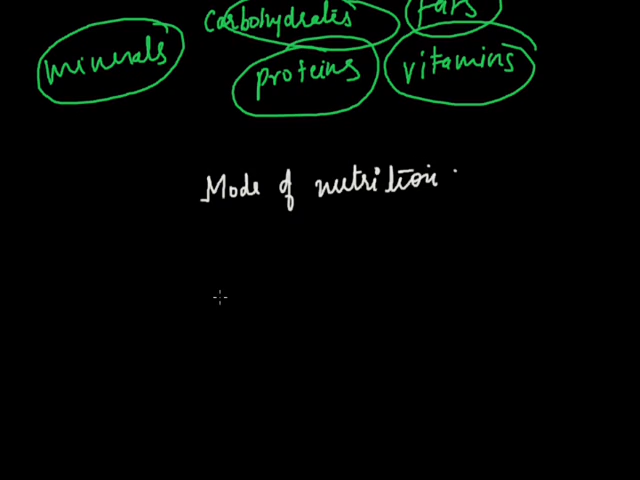 carbohydrates fats
minerals proteins vitamins
Mode of nutrition.